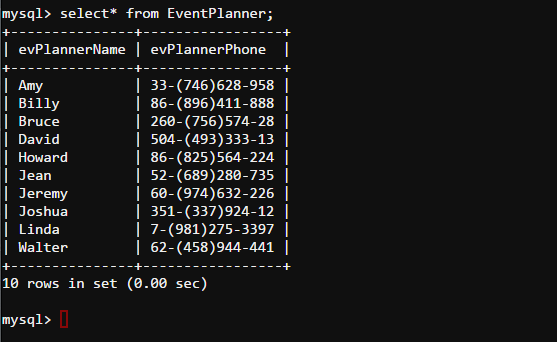 mysql> select* from EventPlanner;
+---------------+-----------------+
| evPlannerName | evPlannerPhone  |
+---------------+-----------------+
| Amy           | 33-(746)628-958 |
| Billy         | 86-(896)411-888 |
| Bruce         | 260-(756)574-28 |
| David         | 504-(493)333-13 |
| Howard        | 86-(825)564-224 |
| Jean          | 52-(689)280-735 |
| Jeremy        | 60-(974)632-226 |
| Joshua        | 351-(337)924-12 |
| Linda         | 7-(981)275-3397 |
| Walter        | 62-(458)944-441 |
+---------------+-----------------+
10 rows in set (0.00 sec)
mysql>